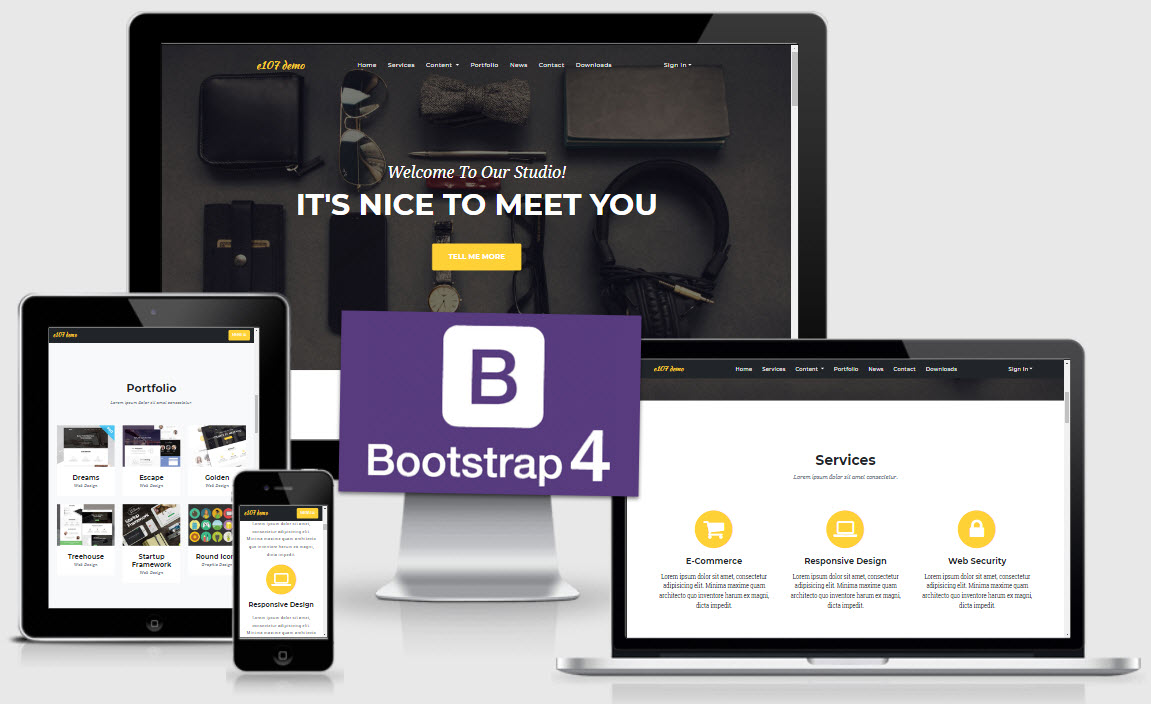 e107 demo
Home Services Content Portfolio News Contact Downloads Sign In
Welcome To Our Studio!
IT'S NICE TO MEET YOU
TELL ME MORE
B
Bootstrap 4
e107 demo
Portfolio
Lorem ipsum dolor sit amet consectetur.
Dreams Escape Golden
Web Design Web Design Web Design
Treehouse Startup Framework Round Icon
Web Design Web Design Graphic Design
e107 demo
Lorem ipsum dolor sit amet,
consectetur adipisicing elit.
Minima maxime quam architecto
quo inventore harum ex magni,
dicta impedit.
Responsive Design
Lorem ipsum dolor sit amet,
consectetur adipisicing elit.
Minima maxime quam architecto
e107 demo
Home Services Content Portfolio News Contact Downloads Sign In
Services
Lorem ipsum dolor sit amet consectetur.
E-Commerce
Lorem ipsum dolor sit amet, consectetur
adipisicing elit. Minima maxime quam
architecto quo inventore harum ex magni,
dicta impedit.
Responsive Design
Lorem ipsum dolor sit amet, consectetur
adipisicing elit. Minima maxime quam
architecto quo inventore harum ex magni,
dicta impedit.
Web Security
Lorem ipsum dolor sit amet, consectetur
adipisicing elit. Minima maxime quam
architecto quo inventore harum ex magni,
dicta impedit.